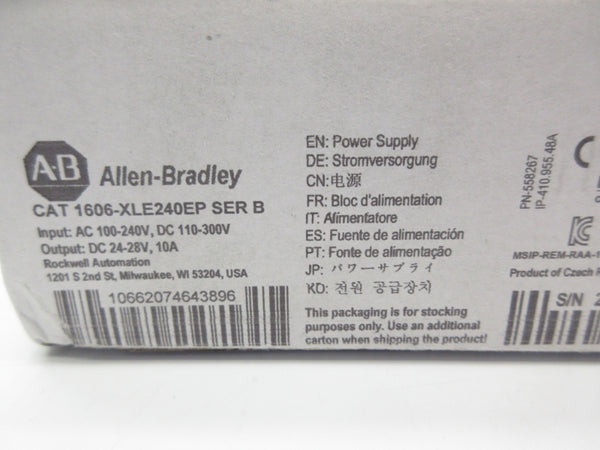 A·B Allen-Bradley
CAT 1606-XLE240EP SER B
Input: AC 100-240V, DC 110-300V
Output: DC 24-28V, 10A
Rockwell Automation
1201 S 2nd St, Milwaukee, WI 53204, USA
10662074643896
EN: Power Supply
DE: Stromversorgung
CN:电源
FR: Bloc d'alimentation
IT: Alimentatore
ES: Fuente de alimentación
PT: Fonte de alimentação
JP: パワーサプライ
KO: 전원 공급장치
This packaging is for stocking
purposes only. Use an additional
carton when shipping the product!
PN-558267
IP-410.955.48A
CE
MSIP-REM-RAA-
Product of Czech
S/N 2